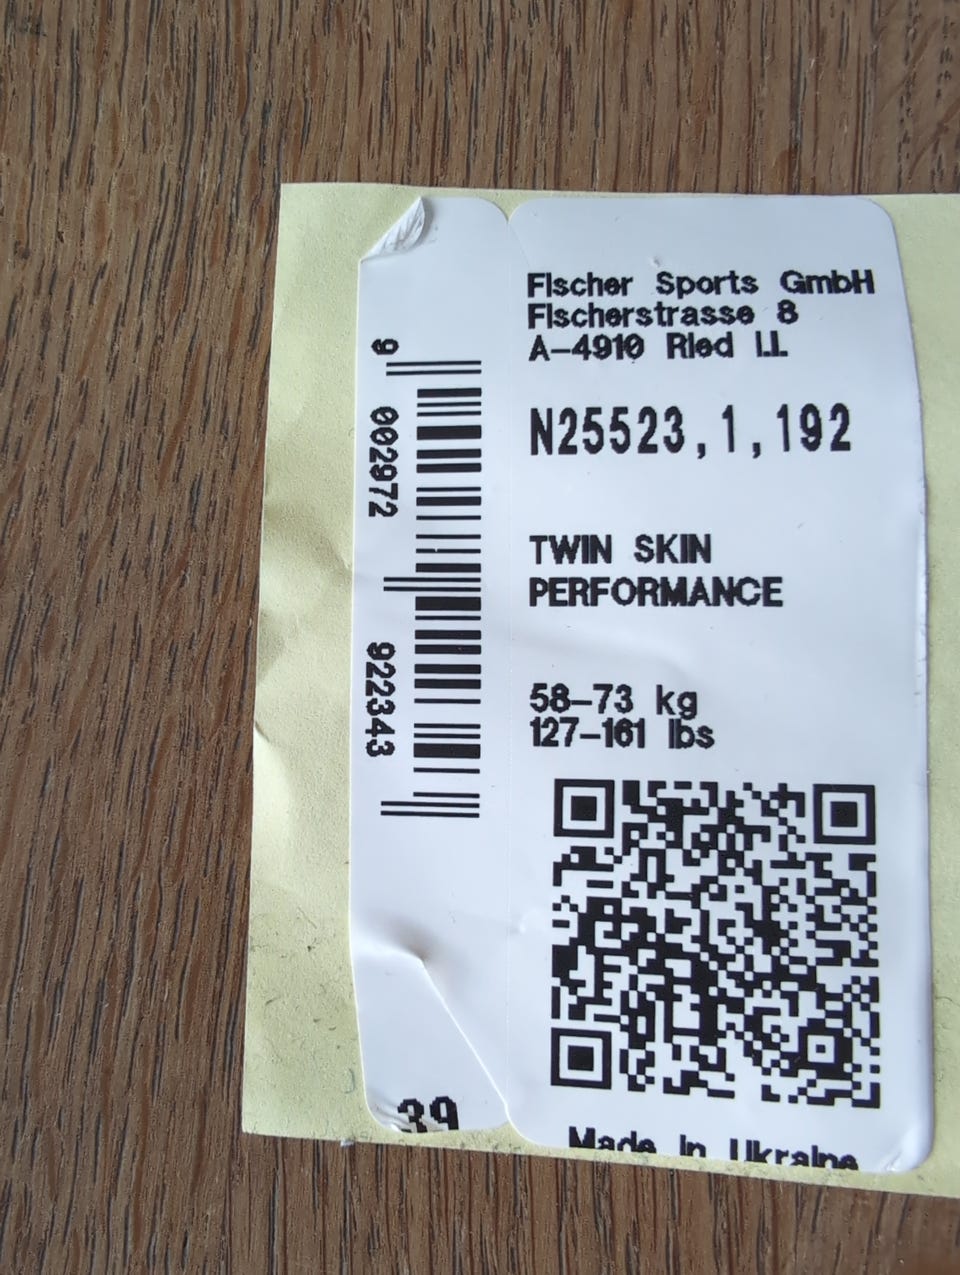 Fischer Sports GmbH
Fischerstrasse 8
A-4910 Ried I.I.
N25523,1,192
TWIN SKIN
PERFORMANCE
58-73 kg
127-161 lbs
9 002972 922343
39
Made in Ukraine